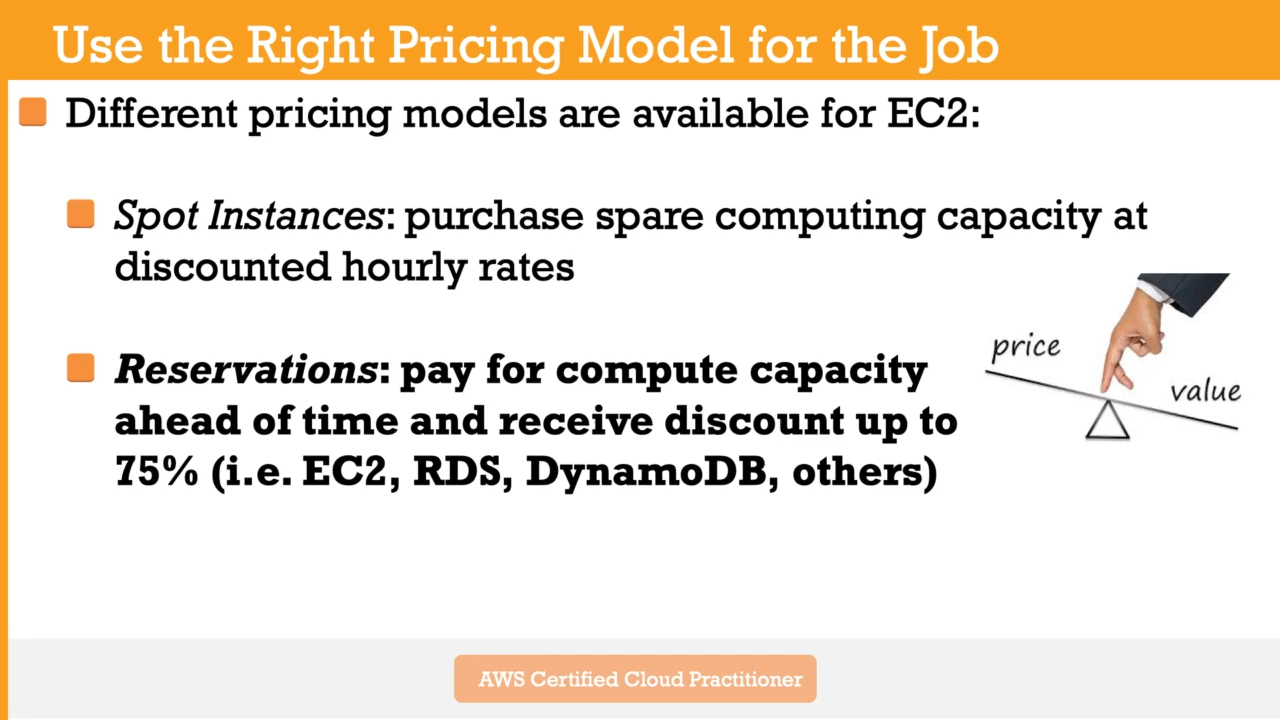 Use the Right Pricing Model for the Job
Different pricing models are available for EC2:
Spot Instances: purchase spare computing capacity at
discounted hourly rates
Reservations: pay for compute capacity
ahead of time and receive discount up to
75% (i.e. EC2, RDS, DynamoDB, others)
price
value
AWS Certified Cloud Practitioner